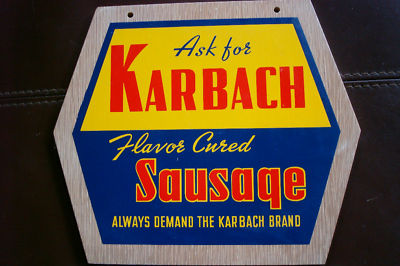 Ask for
KARBACH
Flavor Cured
Sausage
ALWAYS DEMAND THE KARBACH BRAND